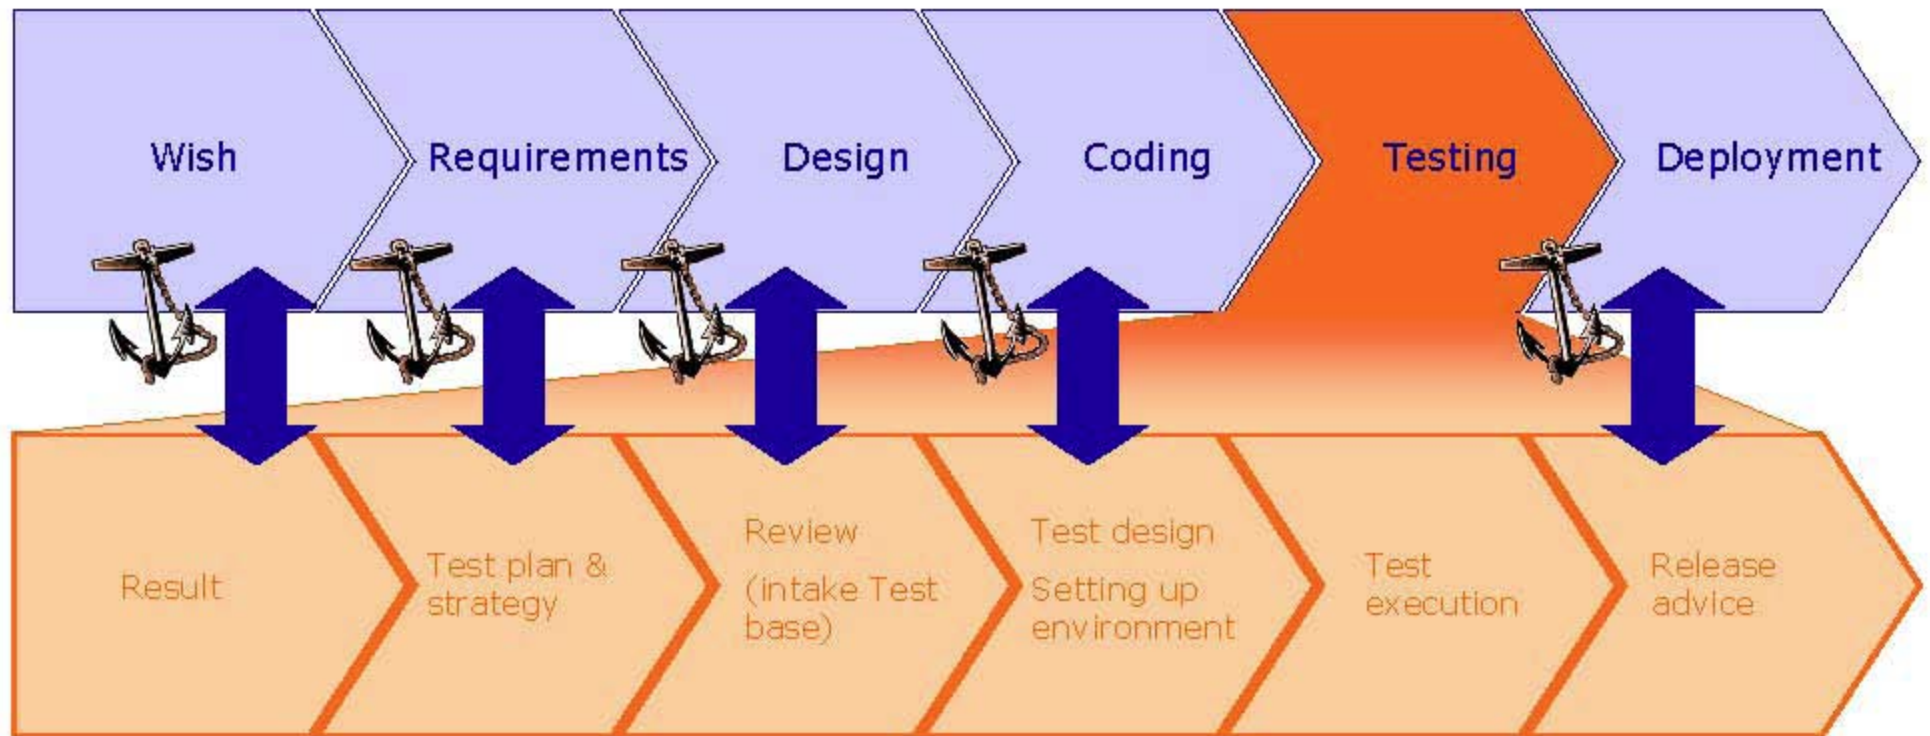 Wish
Requirements
Design
Coding
Testing
Deployment
Result
Test plan &
strategy
Review
(intake Test
base)
Test design
Setting up
environment
Test
execution
Release
advice